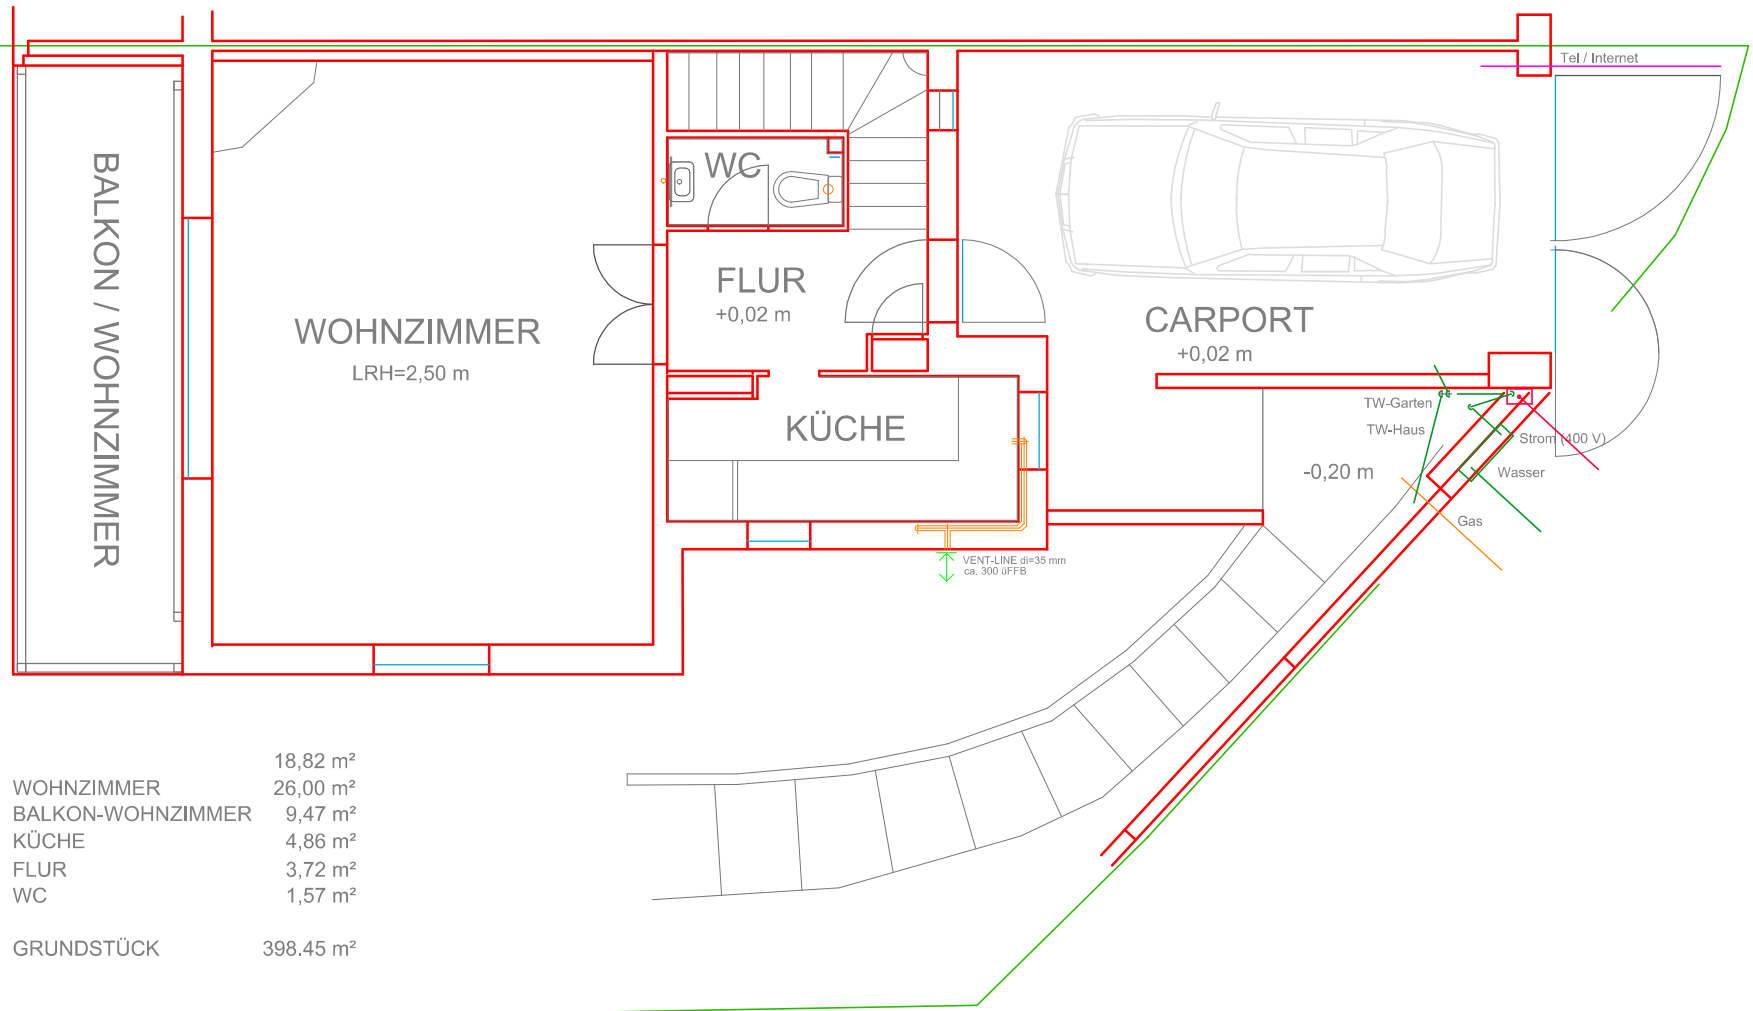 Tel / Internet
WC
BALKON / WOHNZIMMER
FLUR
+0,02 m
WOHNZIMMER
LRH=2,50 m
CARPORT
+0,02 m
KÜCHE
TW-Garten
TW-Haus
Strom (400 V)
-0,20 m
Wasser
Gas
VENT-LINE di=35 mm
ca. 300 üFFB
18,82 m²
WOHNZIMMER 26,00 m²
BALKON-WOHNZIMMER 9,47 m²
KÜCHE 4,86 m²
FLUR 3,72 m²
WC 1,57 m²
GRUNDSTÜCK 398.45 m²